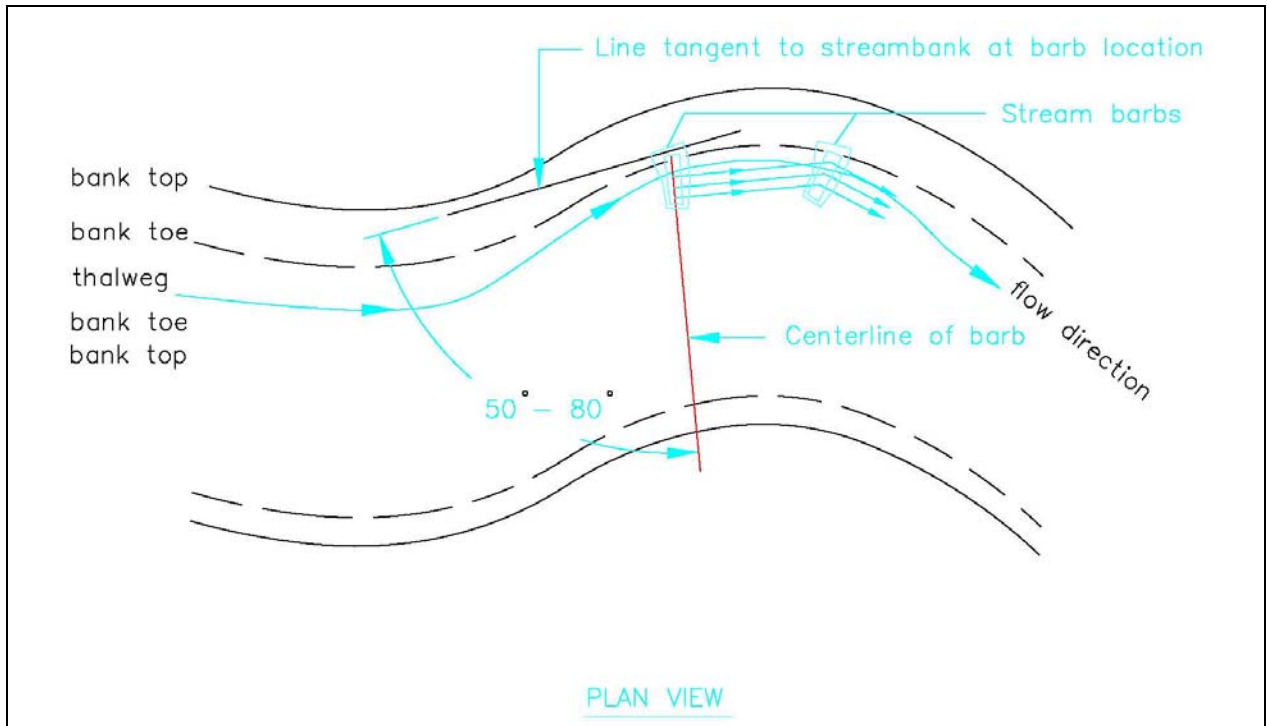 Line tangent to streambank at barb location
Stream barbs
bank top
bank toe
thalweg
bank toe
bank top
flow direction
Centerline of barb
50° - 80°
PLAN VIEW